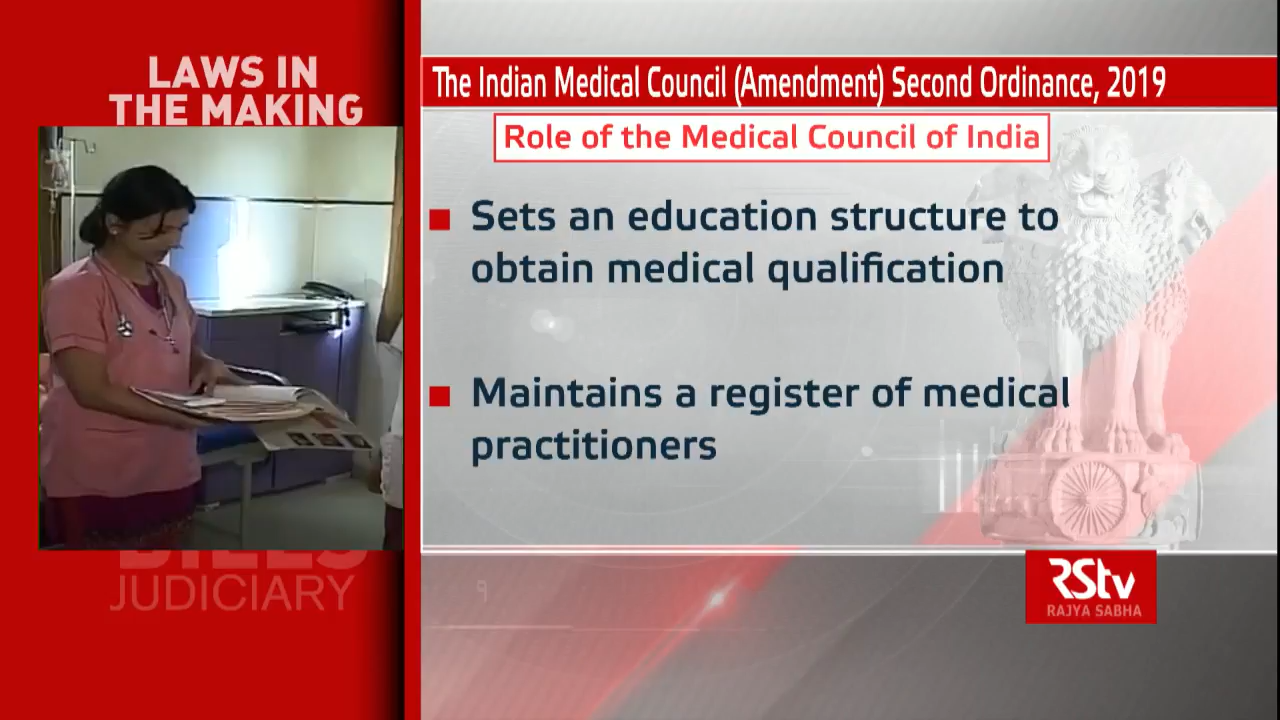 LAWS IN
THE MAKING
JUDICIARY
The Indian Medical Council (Amendment) Second Ordinance, 2019
Role of the Medical Council of India
Sets an education structure to
obtain medical qualification
Maintains a register of medical
practitioners
RStv
RAJYA SABHA